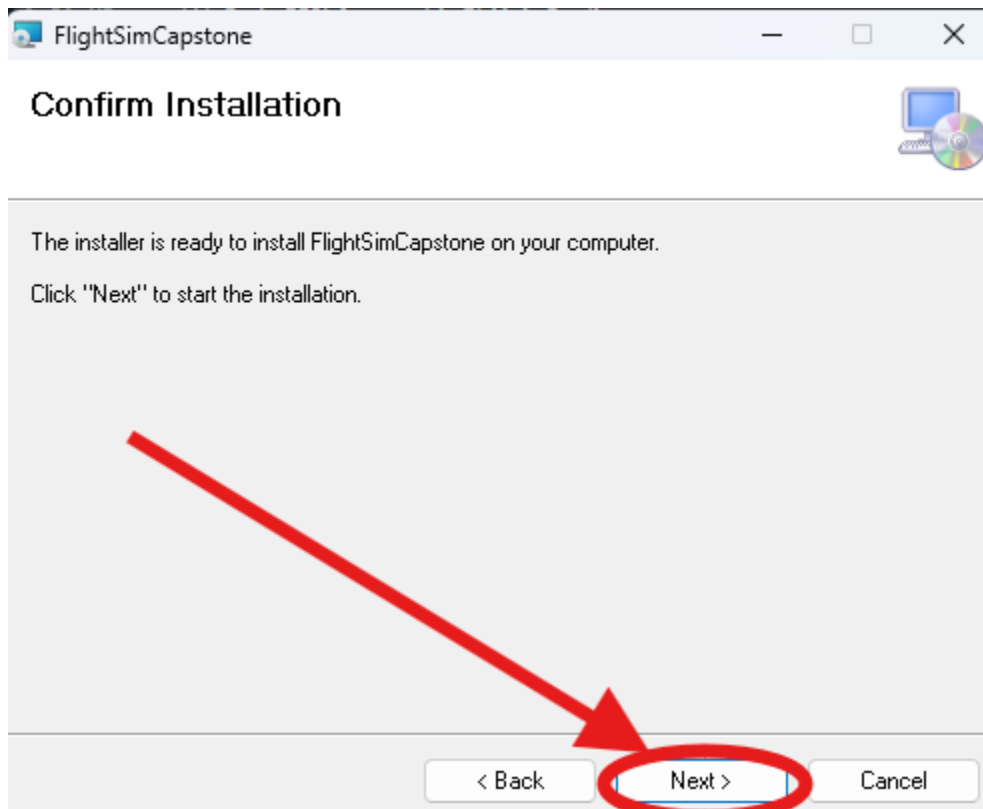 FlightSimCapstone
Confirm Installation
The installer is ready to install FlightSimCapstone on your computer.
Click "Next" to start the installation.
< Back
Next >
Cancel